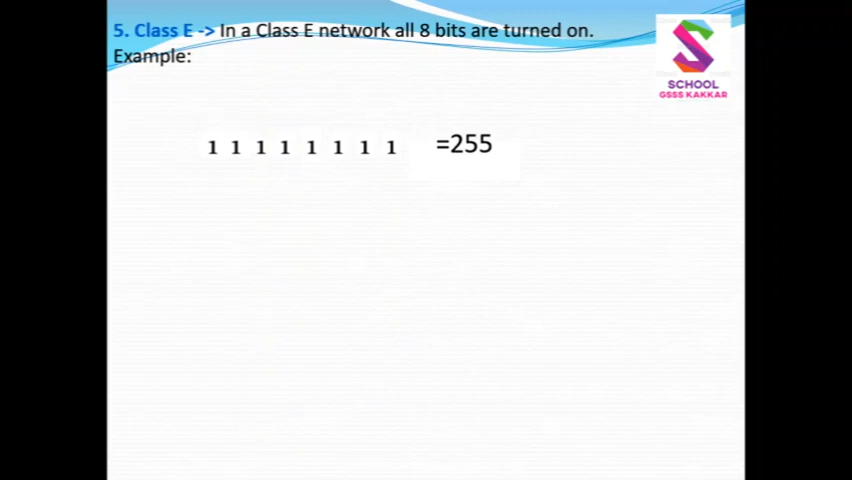 5. Class E -> In a Class E network all 8 bits are turned on.
Example:
1 1 1 1 1 1 1 1 =255
SCHOOL
GSSS KAKKAR